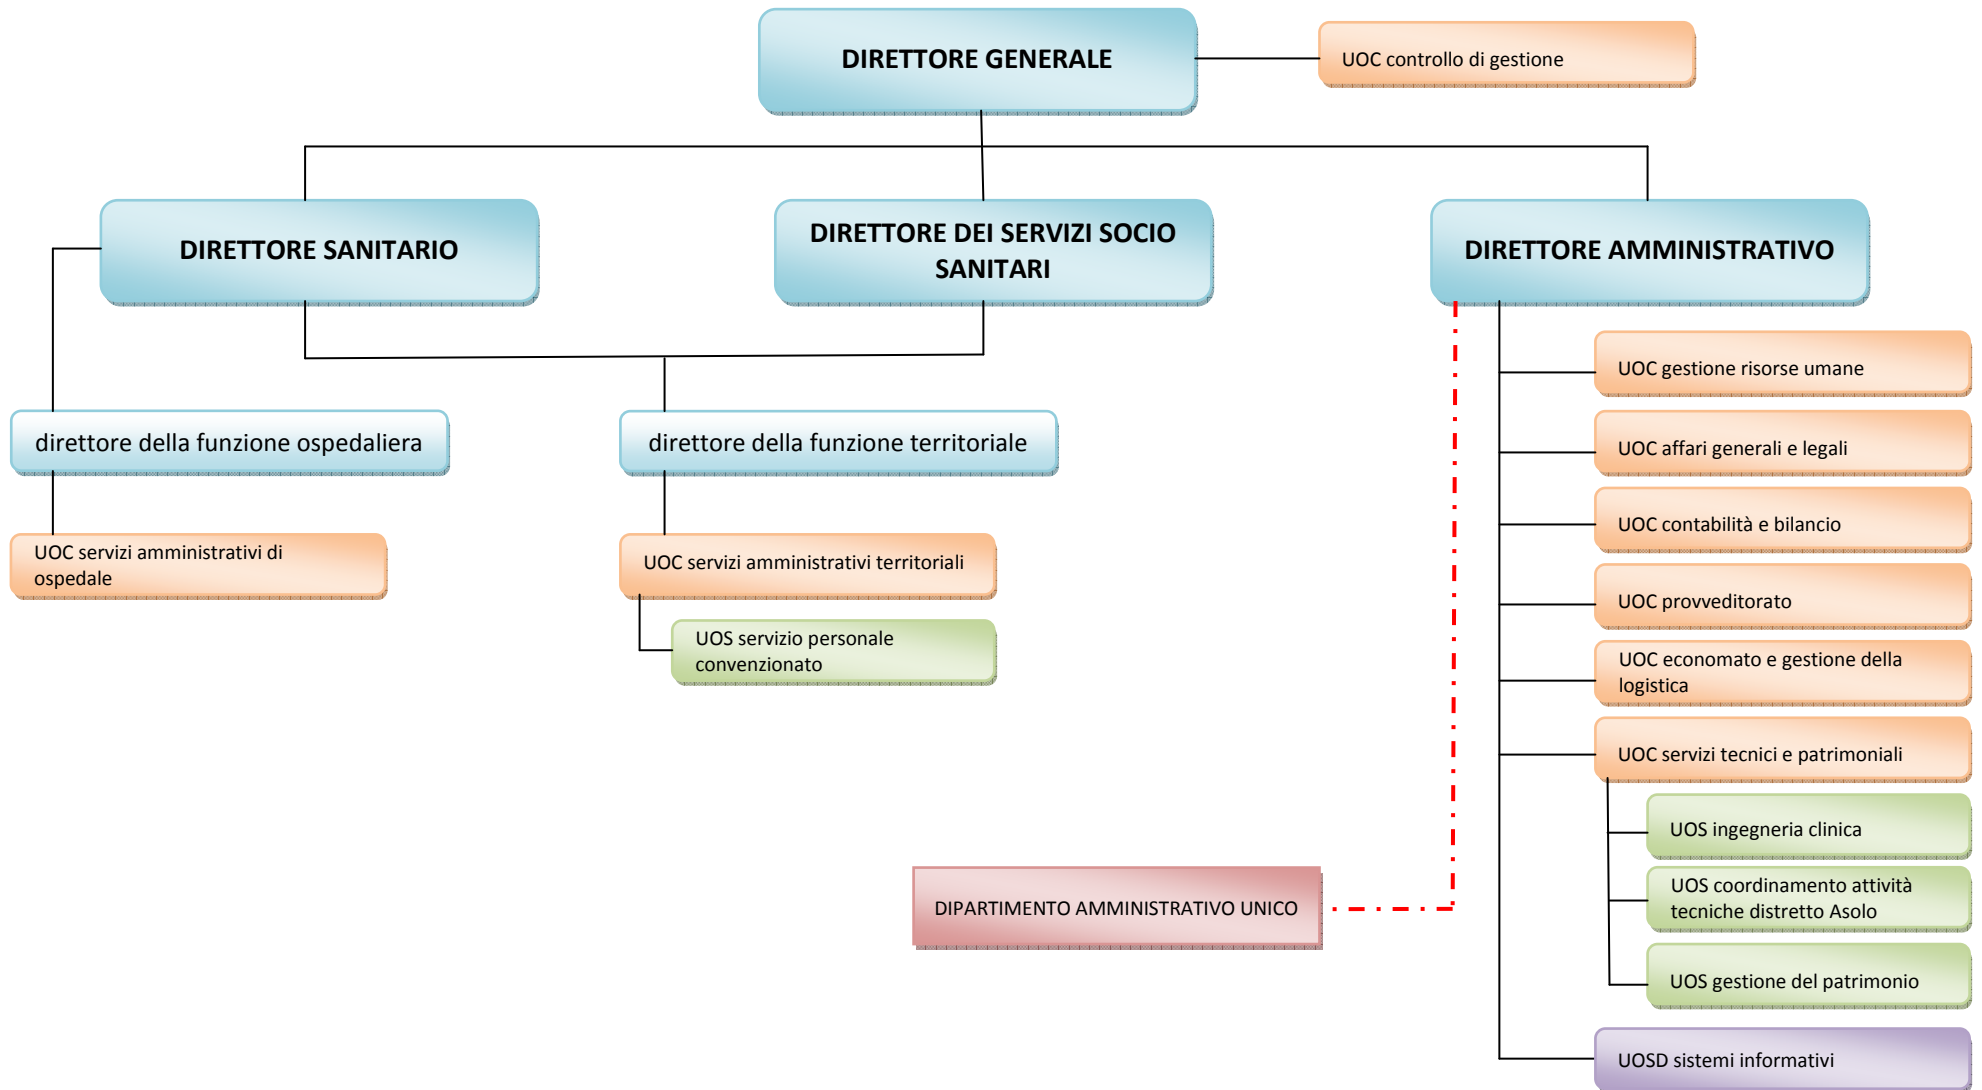 DIRETTORE GENERALE
UOC controllo di gestione
DIRETTORE SANITARIO
DIRETTORE DEI SERVIZI SOCIO
SANITARI
DIRETTORE AMMINISTRATIVO
direttore della funzione ospedaliera
UOC servizi amministrativi di
ospedale
direttore della funzione territoriale
UOC servizi amministrativi territoriali
UOS servizio personale
convenzionato
UOC gestione risorse umane
UOC affari generali e legali
UOC contabilità e bilancio
UOC provveditorato
UOC economato e gestione della
logistica
UOC servizi tecnici e patrimoniali
UOS ingegneria clinica
UOS coordinamento attività
tecniche distretto Asolo
UOS gestione del patrimonio
UOSD sistemi informativi
DIPARTIMENTO AMMINISTRATIVO UNICO